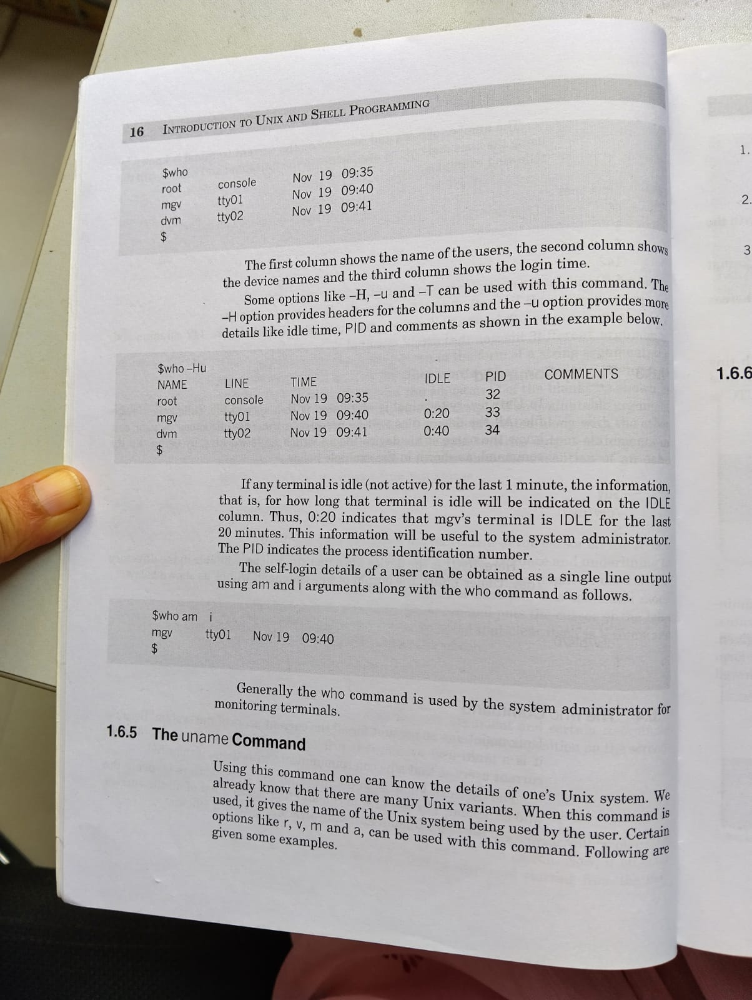 16 INTRODUCTION TO UNIX AND SHELL PROGRAMMING
$who
root console Nov 19 09:35
mgv tty01 Nov 19 09:40
dvm tty02 Nov 19 09:41
$
The first column shows the name of the users, the second column shows
the device names and the third column shows the login time.
Some options like –H, –u and –T can be used with this command. The
–H option provides headers for the columns and the –u option provides more
details like idle time, PID and comments as shown in the example below.
$who –Hu
NAME LINE TIME IDLE PID COMMENTS
root console Nov 19 09:35 . 32
mgv tty01 Nov 19 09:40 0:20 33
dvm tty02 Nov 19 09:41 0:40 34
$
If any terminal is idle (not active) for the last 1 minute, the information,
that is, for how long that terminal is idle will be indicated on the IDLE
column. Thus, 0:20 indicates that mgv's terminal is IDLE for the last
20 minutes. This information will be useful to the system administrator.
The PID indicates the process identification number.
The self-login details of a user can be obtained as a single line output
using am and i arguments along with the who command as follows.
$who am i
mgv tty01 Nov 19 09:40
$
Generally the who command is used by the system administrator for
monitoring terminals.
1.6.5 The uname Command
Using this command one can know the details of one's Unix system. We
already know that there are many Unix variants. When this command is
used, it gives the name of the Unix system being used by the user. Certain
options like r, v, m and a, can be used with this command. Following are
given some examples.
1.
2.
3
1.6.6